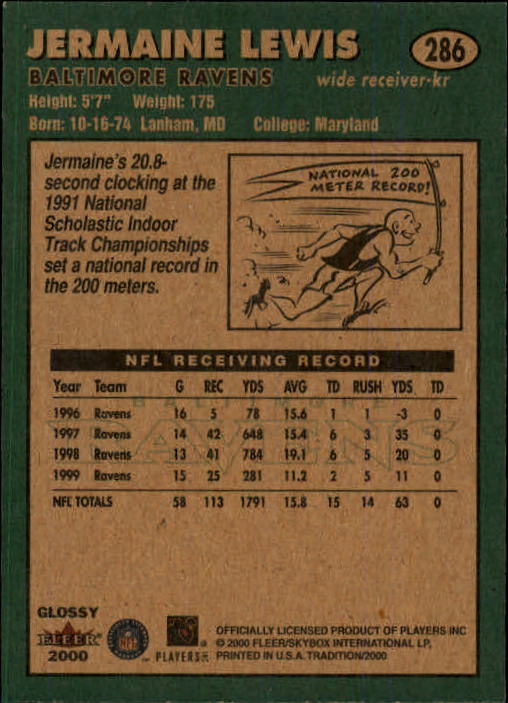 JERMAINE LEWIS
286
BALTIMORE RAVENS
wide receiver-kr
Height: 5'7" Weight: 175
Born: 10-16-74 Lanham, MD College: Maryland
Jermaine's 20.8-
second clocking at the
1991 National
Scholastic Indoor
Track Championships
set a national record in
the 200 meters.
NATIONAL 200
METER RECORD!
NFL RECEIVING RECORD
Year Team G REC YDS AVG TD RUSH YDS TD
BALTIMORE
RAVENS
1996 Ravens 16 5 78 15.6 1 1 -3 0
1997 Ravens 14 42 648 15.4 6 3 35 0
1998 Ravens 13 41 784 19.1 6 5 20 0
1999 Ravens 15 25 281 11.2 2 5 11 0
NFL TOTALS 58 113 1791 15.8 15 14 63 0
GLOSSY
FLEER
2000
NFL
PLAYERS
OFFICIALLY LICENSED PRODUCT OF PLAYERS INC
© 2000 FLEER/SKYBOX INTERNATIONAL LP,
PRINTED IN U.S.A. TRADITION/2000